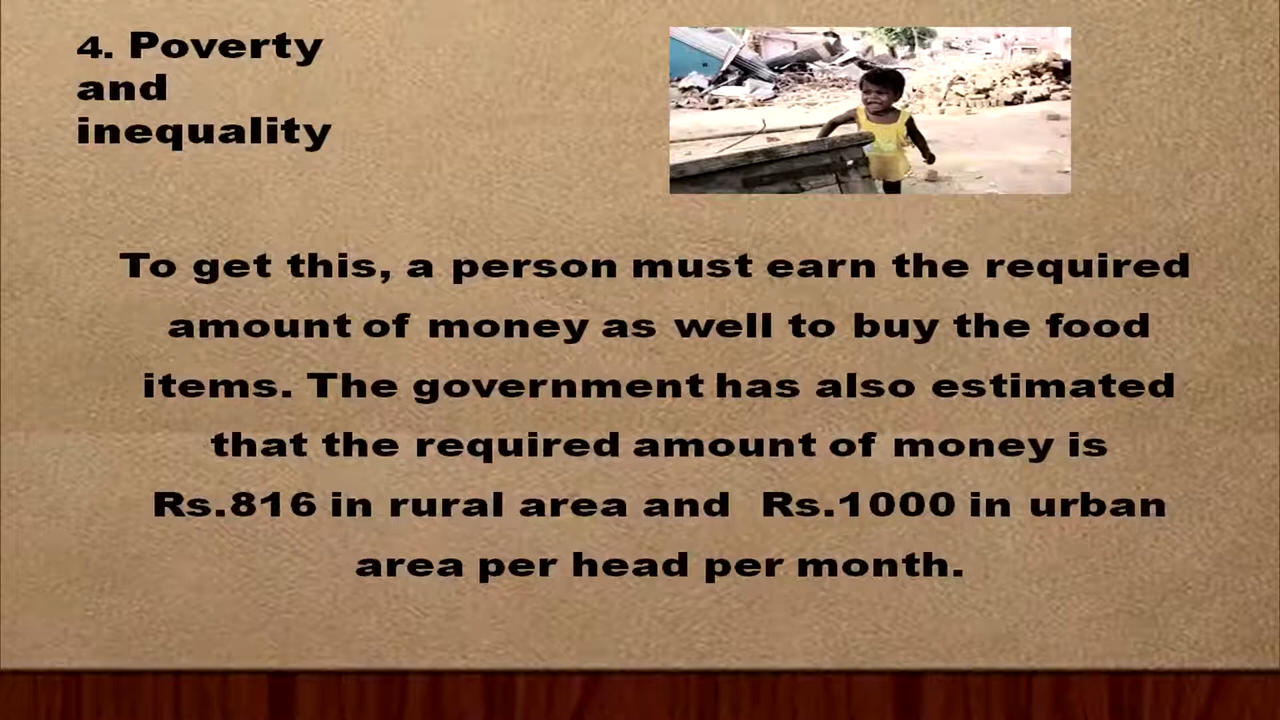 4. Poverty
and
inequality
To get this, a person must earn the required
amount of money as well to buy the food
items. The government has also estimated
that the required amount of money is
Rs.816 in rural area and Rs.1000 in urban
area per head per month.